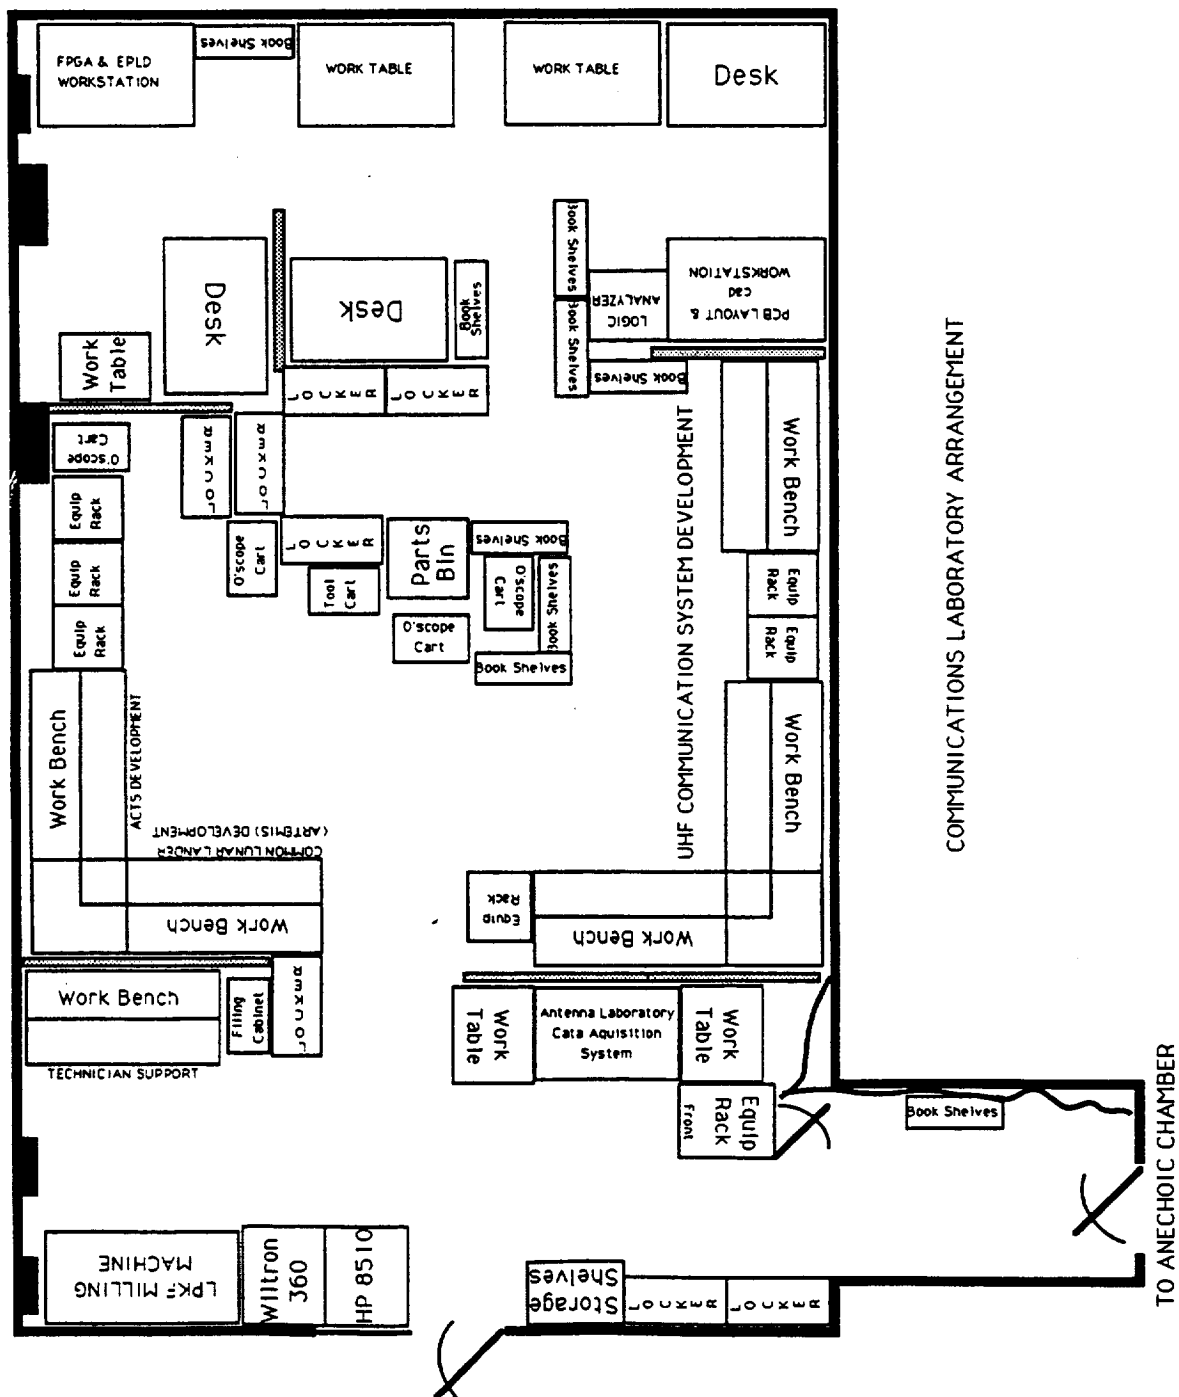 FPGA & EPLD
WORKSTATION
Book Shelves
WORK TABLE
WORK TABLE
Desk
Desk
Desk
Book
Shelves
Book Shelves
Book Shelves
LOGIC
ANALYZER
PCB LAYOUT &
cad
WORKSTATION
Book Shelves
Work
Table
LOCKER
LOCKER
O'scope
Cart
LOCKER
LOCKER
Equip
Rack
Equip
Rack
Equip
Rack
O'scope
Cart
LOCKER
Tool
Cart
Parts
Bin
Book Shelves
O'scope
Cart
Book Shelves
O'scope
Cart
Book Shelves
UHF COMMUNICATION SYSTEM DEVELOPMENT
Work Bench
Equip
Rack
Equip
Rack
Work Bench
COMMUNICATIONS LABORATORY ARRANGEMENT
Work Bench
ACTS DEVELOPMENT
COMMON LUNAR LANDER
(ARTEMIS) DEVELOPMENT
Work Bench
Equip
Rack
Work Bench
Work Bench
TECHNICIAN SUPPORT
Filing
Cabinet
LOCKER
Work
Table
Antenna Laboratory
Cata Aquisition
System
Work
Table
Equip
Rack
Front
Book Shelves
TO ANECHOIC CHAMBER
LPKF MILLING
MACHINE
Wiltron
360
HP 8510
Storage
Shelves
LOCKER
LOCKER